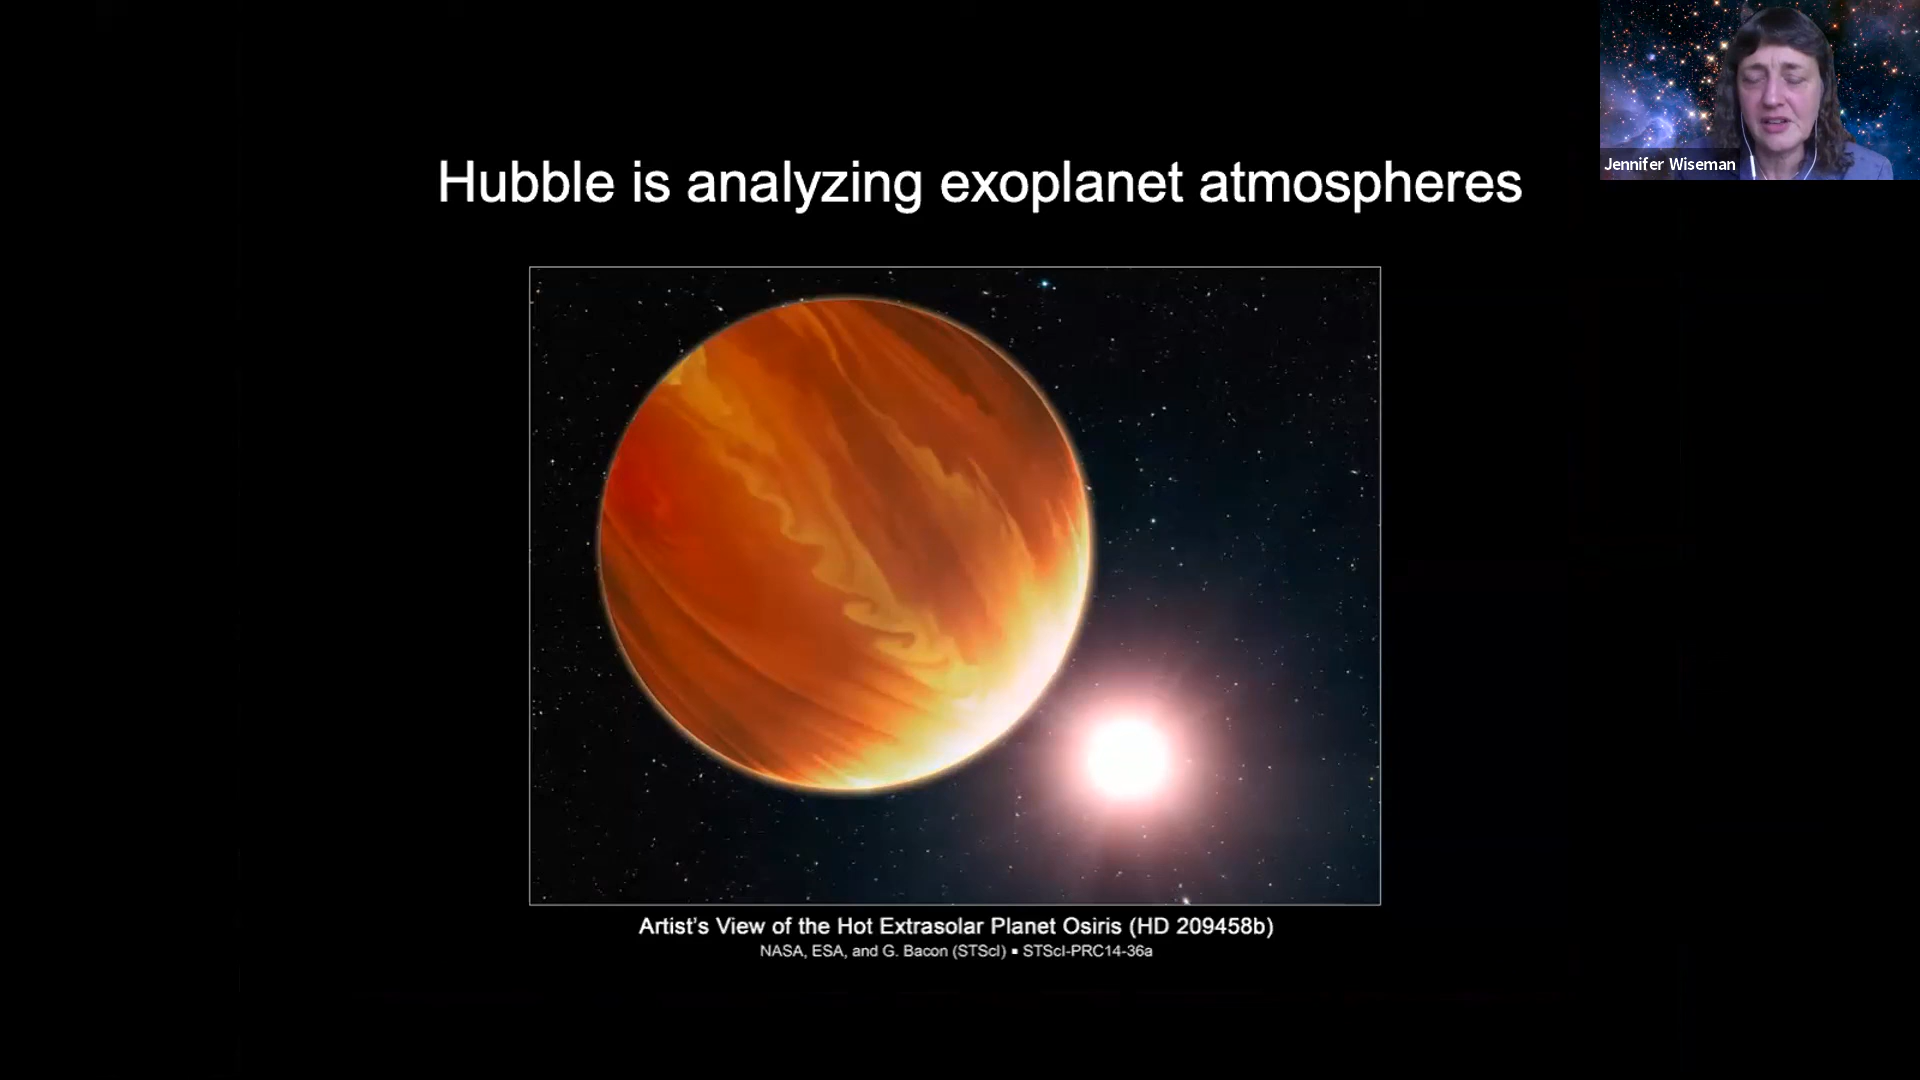 Hubble is analyzing exoplanet atmospheres
Jennifer Wiseman
Artist's View of the Hot Extrasolar Planet Osiris (HD 209458b)
NASA, ESA, and G. Bacon (STScI) ▪ STScI-PRC14-36a